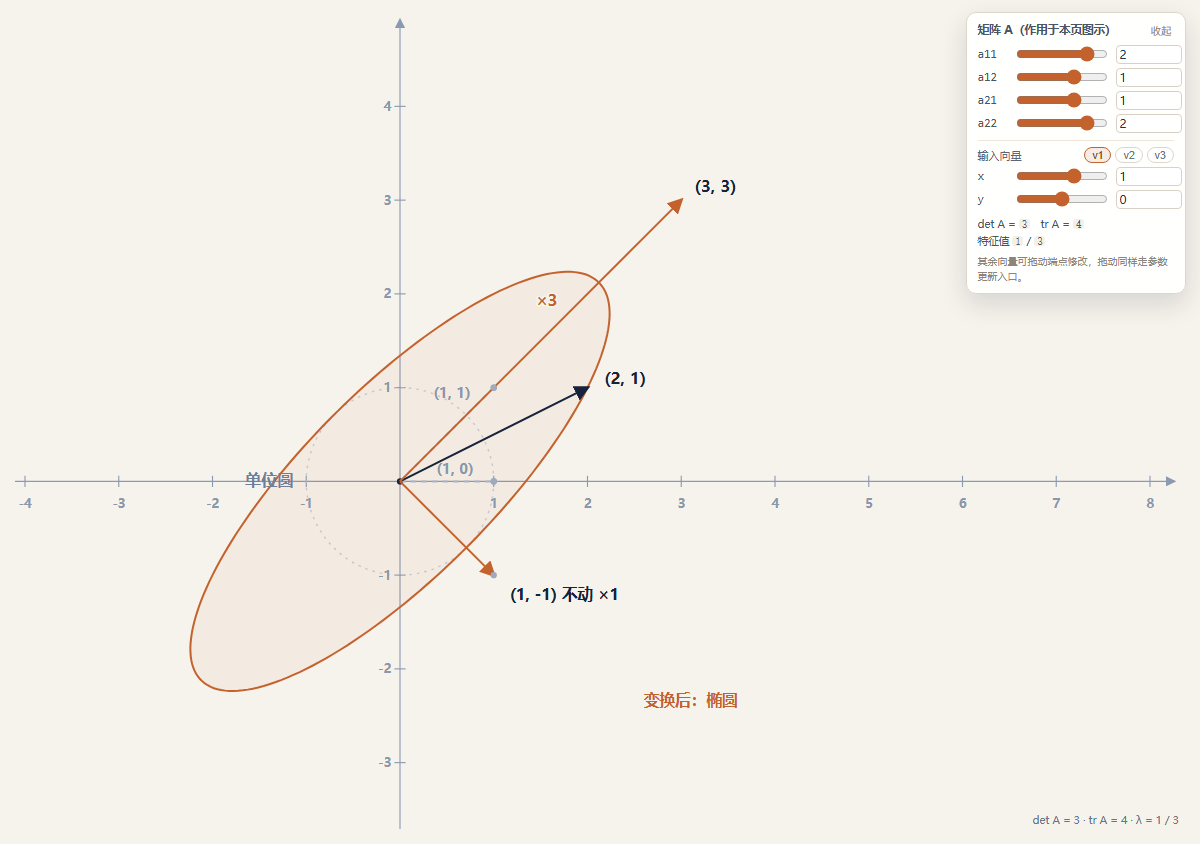 矩阵 A（作用于本页图示） 收起
a11 2
a12 1
a21 1
a22 2
输入向量 v1 v2 v3
x 1
y 0
det A = 3 tr A = 4
特征值 1 / 3
其余向量可拖动端点修改，拖动同样走参数
更新入口。
4
(3, 3)
3
2
×3
(2, 1)
1
(1, 1)
(1, 0)
单位圆
-4 -3 -2 -1 1 2 3 4 5 6 7 8
-1
(1, -1) 不动 ×1
-2
变换后：椭圆
-3
det A = 3 · tr A = 4 · λ = 1 / 3